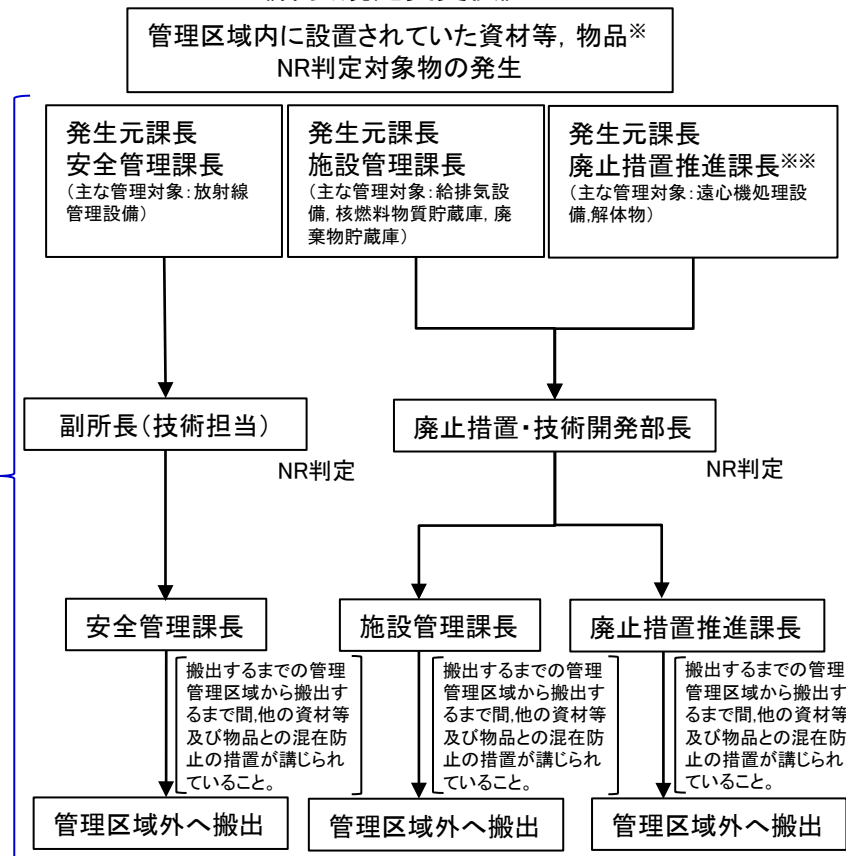 管理区域内に設置されていた資材等, 物品※
NR判定対象物の発生
発生元課長
安全管理課長
(主な管理対象:放射線
管理設備)
発生元課長
施設管理課長
(主な管理対象:給排気設
備, 核燃料物質貯蔵庫, 廃
棄物貯蔵庫)
発生元課長
廃止措置推進課長※※
(主な管理対象:遠心機処理設
備,解体物)
副所長(技術担当)
廃止措置・技術開発部長
NR判定
NR判定
安全管理課長
施設管理課長
廃止措置推進課長
搬出するまでの管理
管理区域から搬出す
るまで間,他の資材等
及び物品との混在防
止の措置が講じられ
ていること。
搬出するまでの管理
管理区域から搬出す
るまで間,他の資材等
及び物品との混在防
止の措置が講じられ
ていること。
搬出するまでの管理
管理区域から搬出す
るまで間,他の資材等
及び物品との混在防
止の措置が講じられ
ていること。
管理区域外へ搬出
管理区域外へ搬出
管理区域外へ搬出